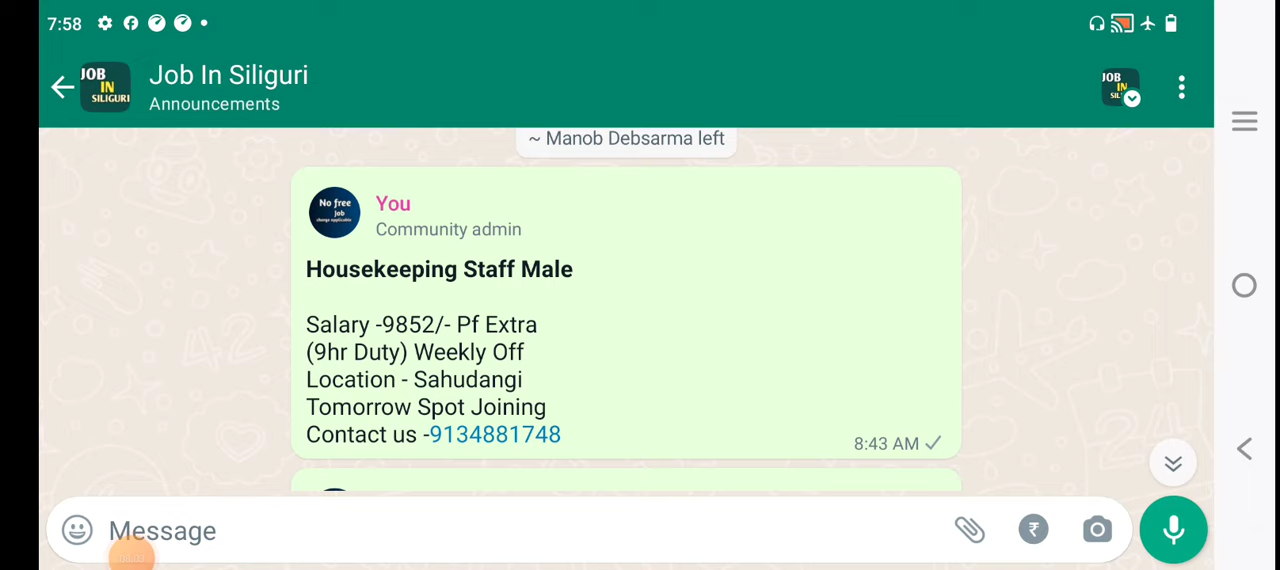 7:58
JOB IN SILIGURI
Job In Siliguri
Announcements
JOB IN
~ Manob Debsarma left
No free
job
You
Community admin
Housekeeping Staff Male
Salary -9852/- Pf Extra
(9hr Duty) Weekly Off
Location - Sahudangi
Tomorrow Spot Joining
Contact us -9134881748
8:43 AM
Message